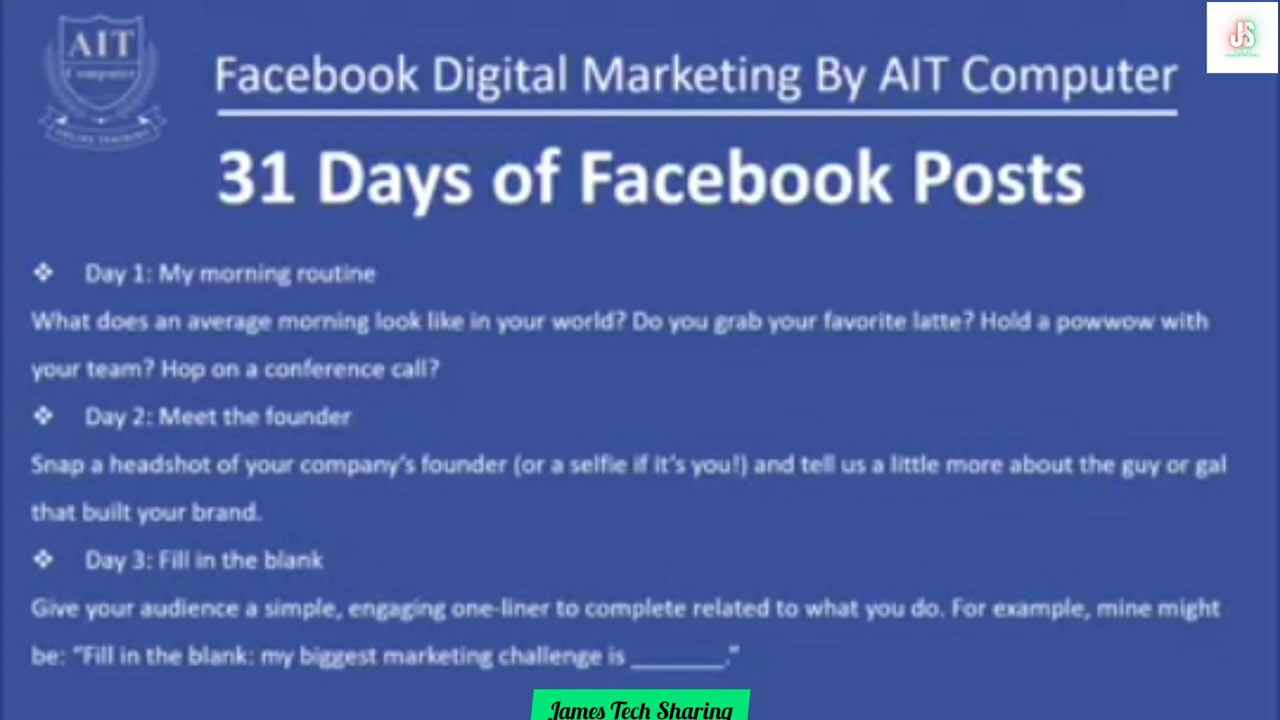 AIT
Computer
ONLINE TRAINING
JS
Facebook Digital Marketing By AIT Computer
31 Days of Facebook Posts
❖ Day 1: My morning routine
What does an average morning look like in your world? Do you grab your favorite latte? Hold a powwow with
your team? Hop on a conference call?
❖ Day 2: Meet the founder
Snap a headshot of your company's founder (or a selfie if it's you!) and tell us a little more about the guy or gal
that built your brand.
❖ Day 3: Fill in the blank
Give your audience a simple, engaging one-liner to complete related to what you do. For example, mine might
be: "Fill in the blank: my biggest marketing challenge is _______."
James Tech Sharing